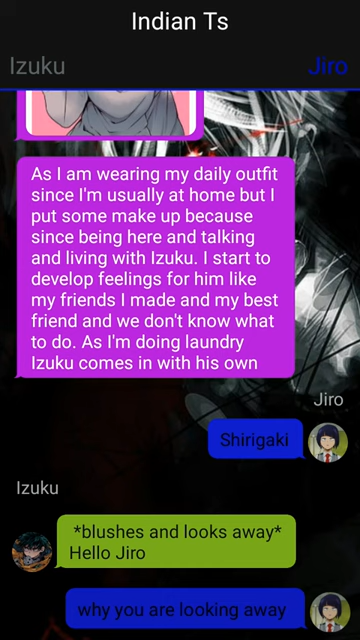 Indian Ts
Izuku
Jiro
As I am wearing my daily outfit
since I'm usually at home but I
put some make up because
since being here and talking
and living with Izuku. I start to
develop feelings for him like
my friends I made and my best
friend and we don't know what
to do. As I'm doing laundry
Izuku comes in with his own
Jiro
Shirigaki
Izuku
*blushes and looks away*
Hello Jiro
why you are looking away